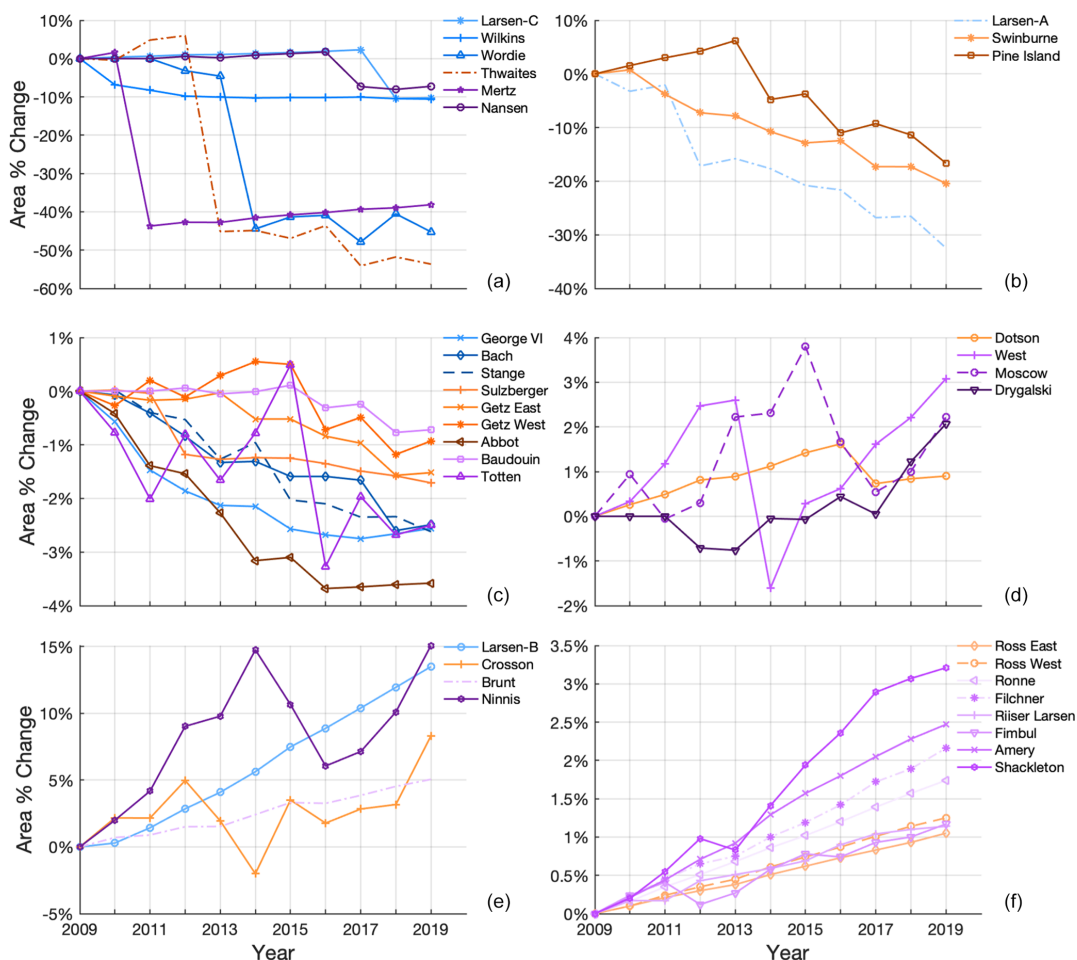 10%
0%
-10%
-20%
-30%
-40%
-50%
-60%
Area % Change
Larsen-C
Wilkins
Wordie
Thwaites
Mertz
Nansen
(a)
10%
0%
-10%
-20%
-30%
-40%
Larsen-A
Swinburne
Pine Island
(b)
1%
0%
-1%
-2%
-3%
-4%
Area % Change
George VI
Bach
Stange
Sulzberger
Getz East
Getz West
Abbot
Baudouin
Totten
(c)
4%
3%
2%
1%
0%
-1%
-2%
Dotson
West
Moscow
Drygalski
(d)
15%
10%
5%
0%
-5%
Area % Change
Larsen-B
Crosson
Brunt
Ninnis
(e)
2009 2011 2013 2015 2017 2019
Year
3.5%
3%
2.5%
2%
1.5%
1%
0.5%
0%
Ross East
Ross West
Ronne
Filchner
Riiser Larsen
Fimbul
Amery
Shackleton
(f)
2009 2011 2013 2015 2017 2019
Year